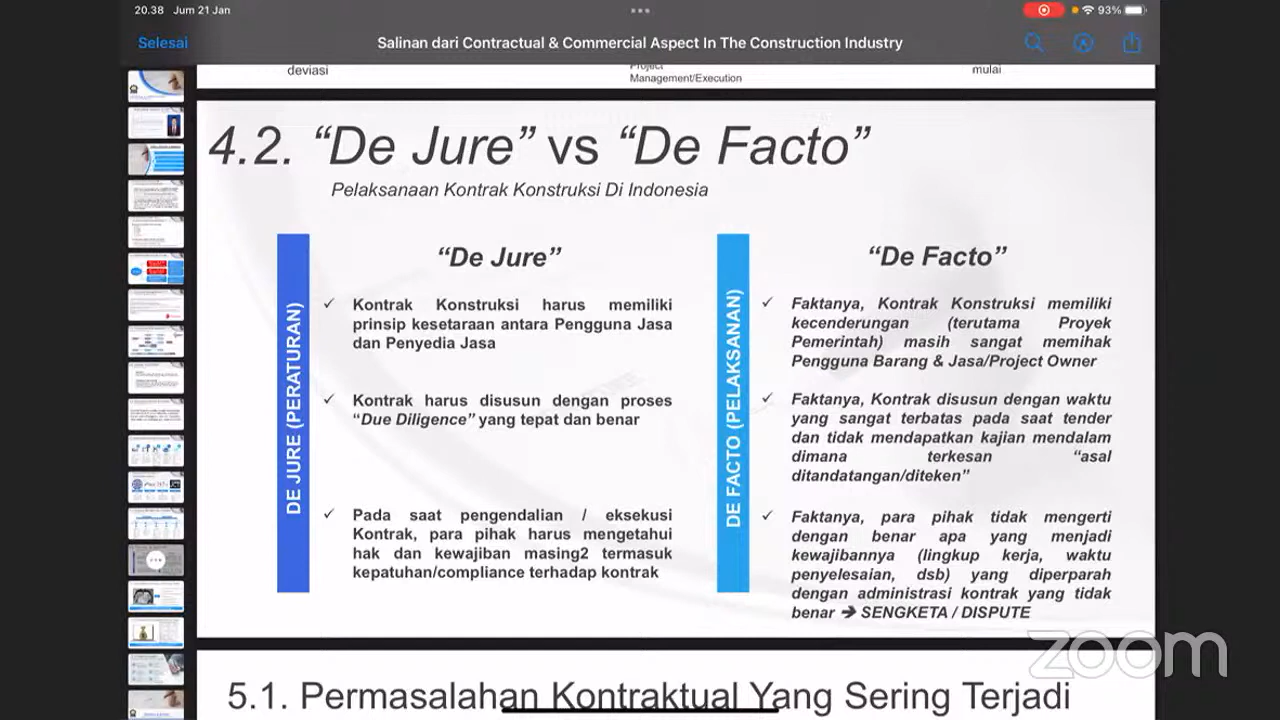 20.38 Jum 21 Jan
93%
Selesai
Salinan dari Contractual & Commercial Aspect In The Construction Industry
deviasi
Project
Management/Execution
mulai
4.2. “De Jure” vs “De Facto”
Pelaksanaan Kontrak Konstruksi Di Indonesia
DE JURE (PERATURAN)
“De Jure”
✓ Kontrak Konstruksi harus memiliki
prinsip kesetaraan antara Pengguna Jasa
dan Penyedia Jasa
✓ Kontrak harus disusun dengan proses
“Due Diligence” yang tepat dan benar
✓ Pada saat pengendalian / eksekusi
Kontrak, para pihak harus mengetahui
hak dan kewajiban masing2 termasuk
kepatuhan/compliance terhadap kontrak
DE FACTO (PELAKSANAN)
“De Facto”
✓ Faktanya, Kontrak Konstruksi memiliki
kecenderungan (terutama Proyek
Pemerintah) masih sangat memihak
Pengguna Barang & Jasa/Project Owner
✓ Faktanya, Kontrak disusun dengan waktu
yang sangat terbatas pada saat tender
dan tidak mendapatkan kajian mendalam
dimana terkesan “asal
ditandatangan/diteken”
✓ Faktanya, para pihak tidak mengerti
dengan benar apa yang menjadi
kewajibannya (lingkup kerja, waktu
penyelesaian, dsb) yang diperparah
dengan administrasi kontrak yang tidak
benar ➔ SENGKETA / DISPUTE
zoom
5.1. Permasalahan Kontraktual Yang Sering Terjadi